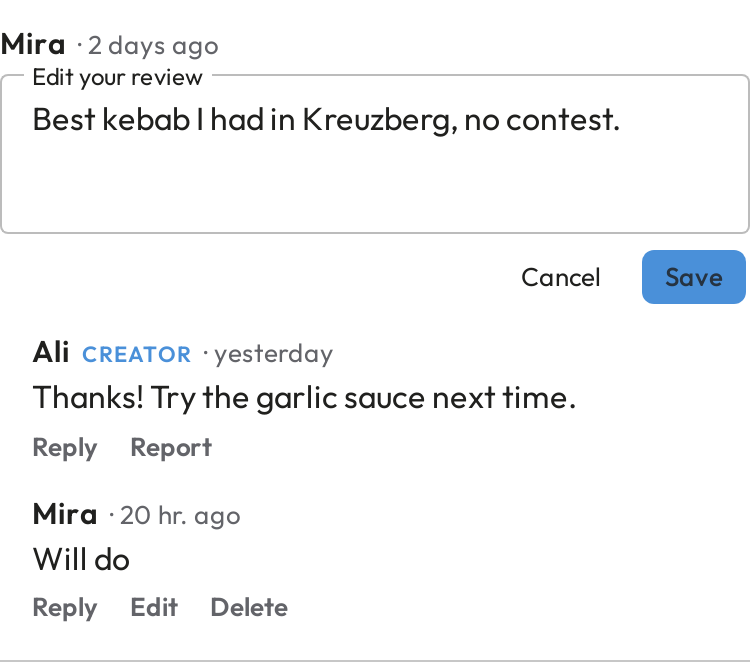 Mira · 2 days ago
Edit your review
Best kebab I had in Kreuzberg, no contest.
Cancel Save
Ali CREATOR · yesterday
Thanks! Try the garlic sauce next time.
Reply Report
Mira · 20 hr. ago
Will do
Reply Edit Delete